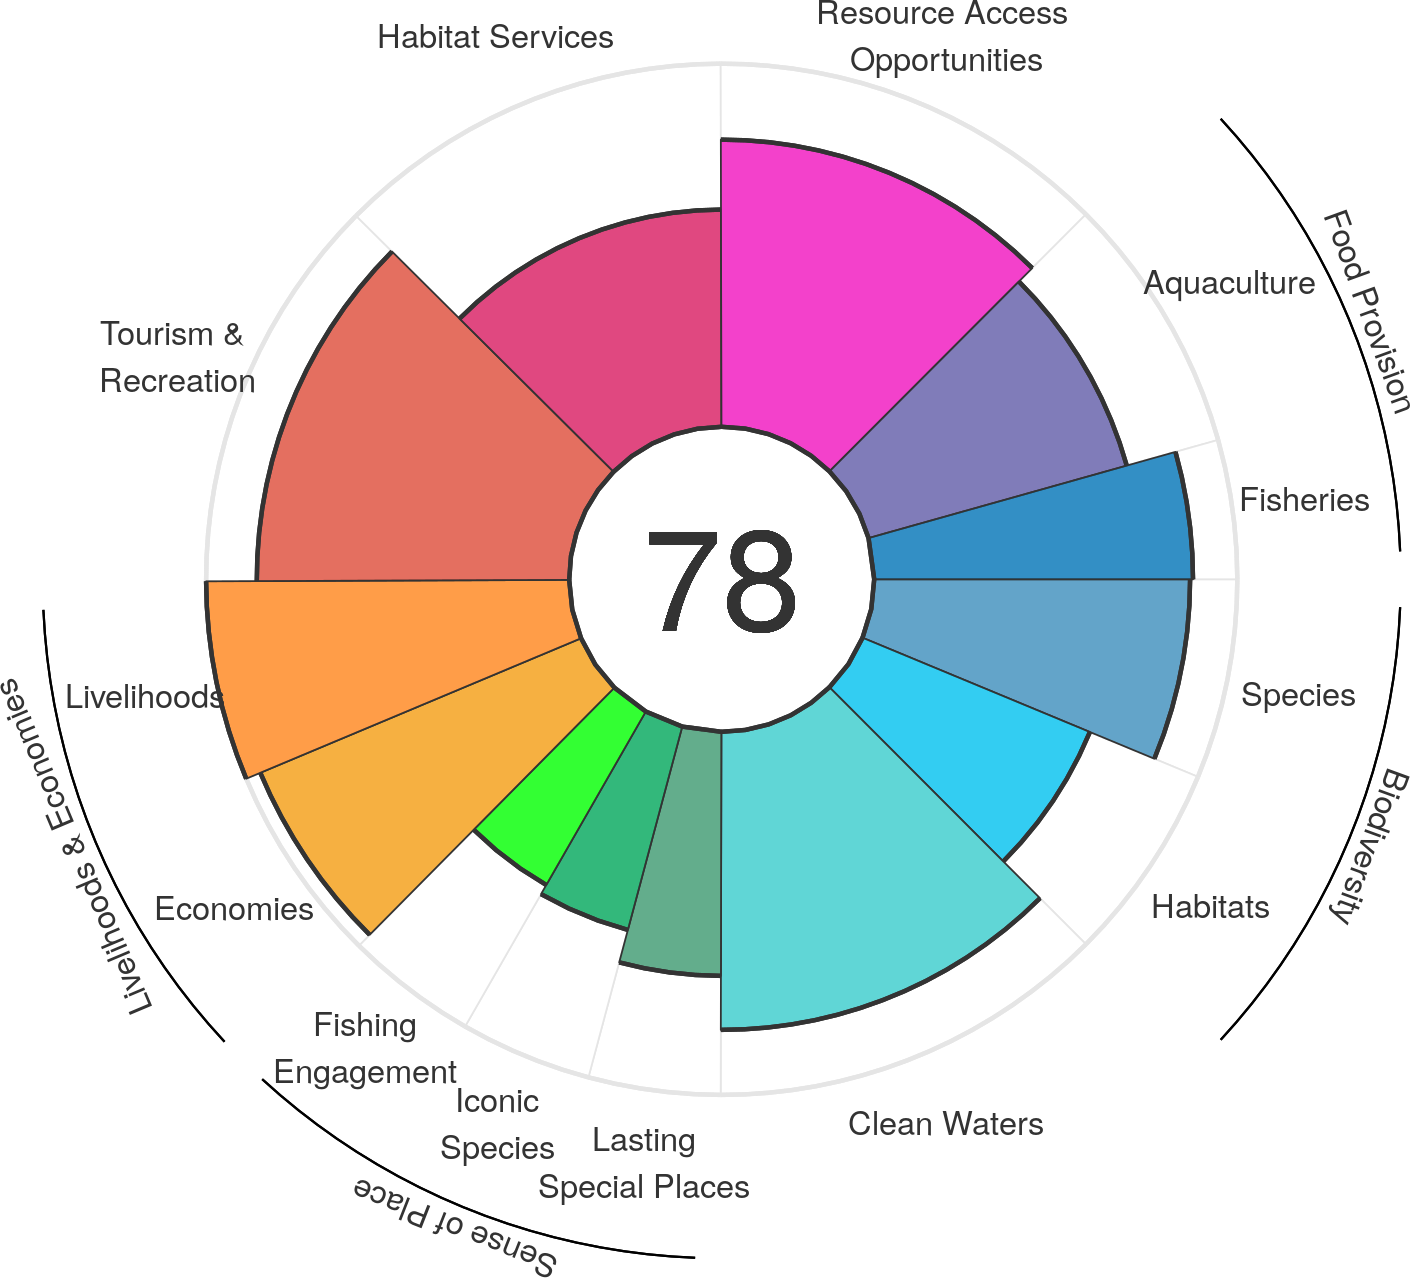 Resource Access
Opportunities
Habitat Services
Food Provision
Aquaculture
Tourism &
Recreation
Fisheries
78
Livelihoods
Species
Livelihoods & Economies
Biodiversity
Economies
Habitats
Fishing
Engagement
Iconic
Species
Lasting
Special Places
Clean Waters
Sense of Place